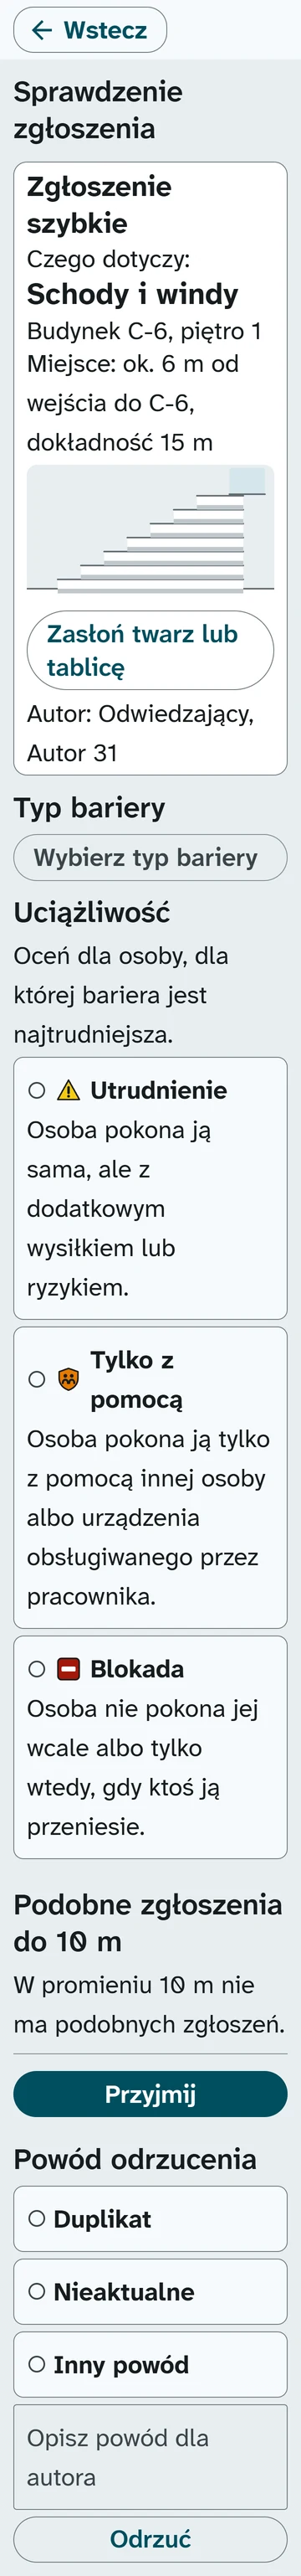 ← Wstecz
Sprawdzenie
zgłoszenia
Zgłoszenie
szybkie
Czego dotyczy:
Schody i windy
Budynek C-6, piętro 1
Miejsce: ok. 6 m od
wejścia do C-6,
dokładność 15 m
Zasłoń twarz lub
tablicę
Autor: Odwiedzający,
Autor 31
Typ bariery
Wybierz typ bariery
Uciążliwość
Oceń dla osoby, dla
której bariera jest
najtrudniejsza.
Utrudnienie
Osoba pokona ją
sama, ale z
dodatkowym
wysiłkiem lub
ryzykiem.
Tylko z
pomocą
Osoba pokona ją tylko
z pomocą innej osoby
albo urządzenia
obsługiwanego przez
pracownika.
Blokada
Osoba nie pokona jej
wcale albo tylko
wtedy, gdy ktoś ją
przeniesie.
Podobne zgłoszenia
do 10 m
W promieniu 10 m nie
ma podobnych zgłoszeń.
Przyjmij
Powód odrzucenia
Duplikat
Nieaktualne
Inny powód
Opisz powód dla
autora
Odrzuć